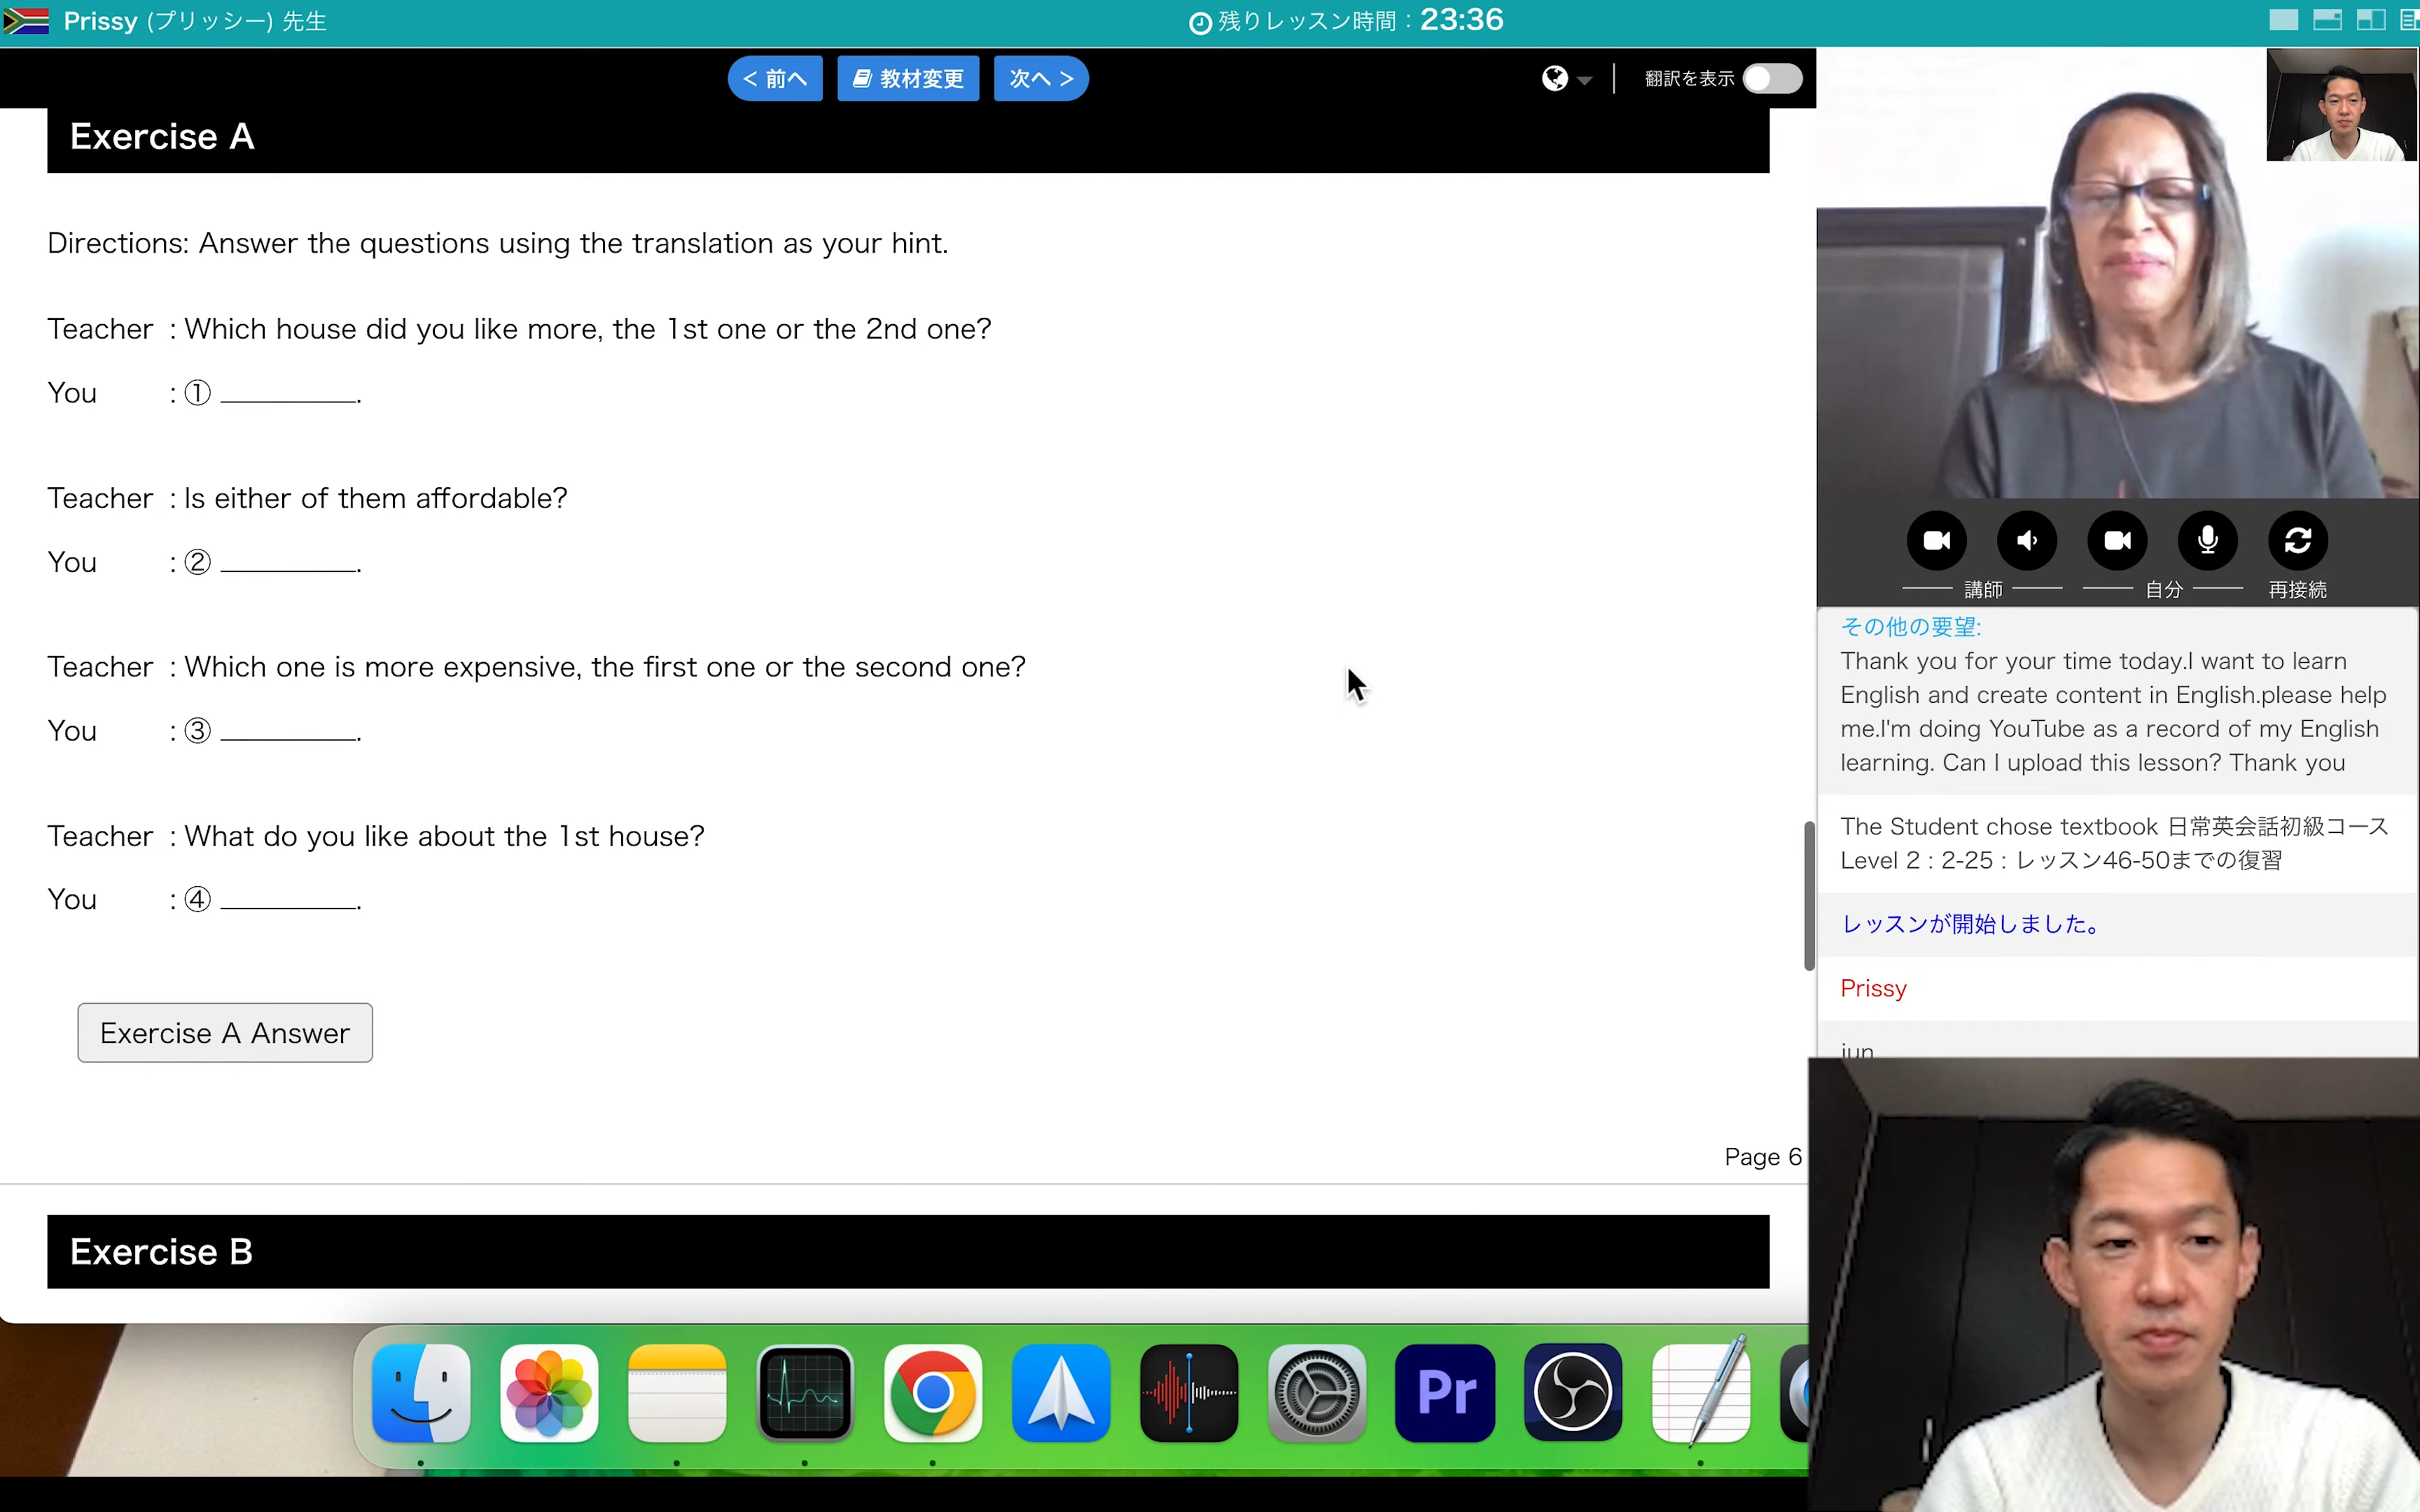 Prissy (プリッシー) 先生
残りレッスン時間 : 23:36
< 前へ
教材変更
次へ >
翻訳を表示
Exercise A
Directions: Answer the questions using the translation as your hint.
Teacher : Which house did you like more, the 1st one or the 2nd one?
You : ① ________.
Teacher : Is either of them affordable?
You : ② ________.
Teacher : Which one is more expensive, the first one or the second one?
You : ③ ________.
Teacher : What do you like about the 1st house?
You : ④ ________.
Exercise A Answer
Page 6
Exercise B
講師
自分
再接続
その他の要望:
Thank you for your time today.I want to learn
English and create content in English.please help
me.I'm doing YouTube as a record of my English
learning. Can I upload this lesson? Thank you
The Student chose textbook 日常英会話初級コース
Level 2 : 2-25 : レッスン46-50までの復習
レッスンが開始しました。
Prissy
jun
Pr